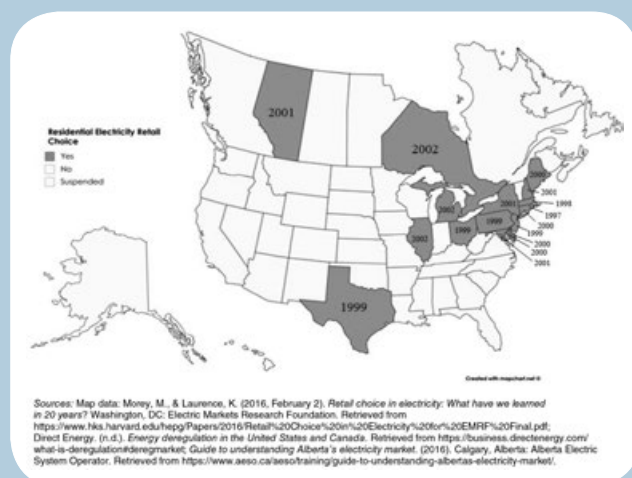 Residential Electricity Retail
Choice
Yes
No
Suspended
2001
2002
2000
2001
1998
1997
2000
1999
2000
2000
2001
2001
1999
1999
2002
2002
1999
Created with mapchart.net ©
Sources: Map data: Morey, M., & Laurence, K. (2016, February 2). Retail choice in electricity: What have we learned
in 20 years? Washington, DC: Electric Markets Research Foundation. Retrieved from
https://www.hks.harvard.edu/hepg/Papers/2016/Retail%20Choice%20in%20Electricity%20for%20EMRF%20Final.pdf;
Direct Energy. (n.d.). Energy deregulation in the United States and Canada. Retrieved from https://business.directenergy.com/
what-is-deregulation#deregmarket; Guide to understanding Alberta's electricity market. (2016). Calgary, Alberta: Alberta Electric
System Operator. Retrieved from https://www.aeso.ca/aeso/training/guide-to-understanding-albertas-electricity-market/.